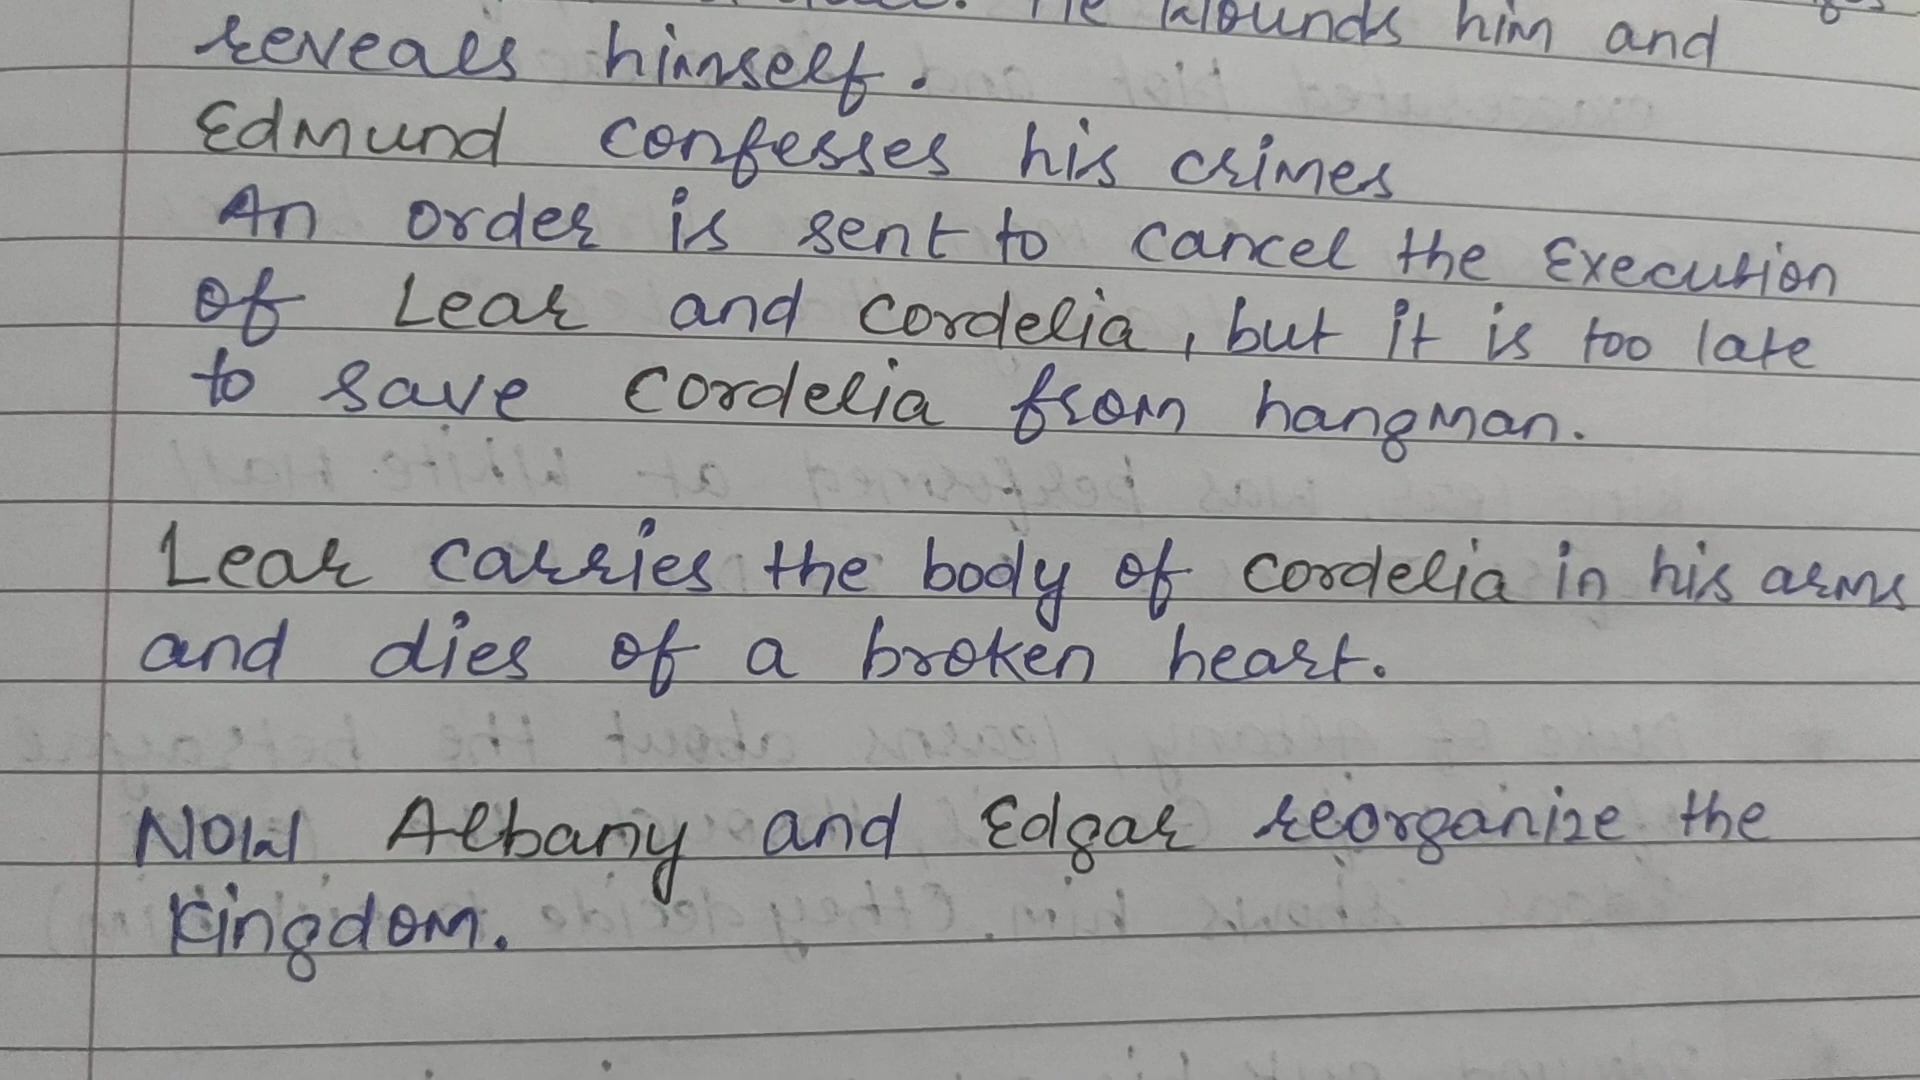 He wounds him and
reveals himself.
Edmund confesses his crimes
An order is sent to cancel the Execution
of Lear and Cordelia, but it is too late
to save Cordelia from hangman.
Lear carries the body of Cordelia in his arms
and dies of a broken heart.
Now Albany and Edgar reorganize the
Kingdom.